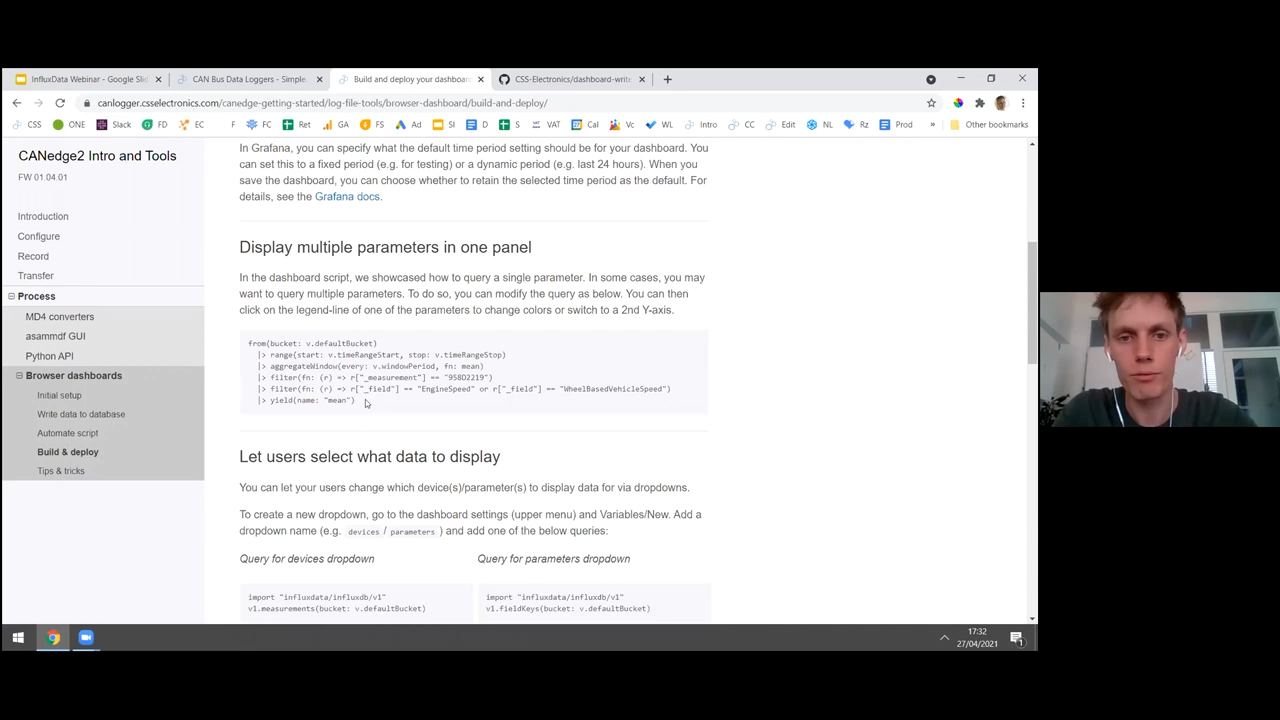 InfluxData Webinar - Google Slid
CAN Bus Data Loggers - Simple
Build and deploy your dashboar
CSS-Electronics/dashboard-write
canlogger.csselectronics.com/canedge-getting-started/log-file-tools/browser-dashboard/build-and-deploy/
CSS ONE Slack FD EC F FC Ret GA FS Ad SI D S VAT Cal Vc WL Intro CC Edit NL Rz Prod » Other bookmarks
CANedge2 Intro and Tools
FW 01.04.01
Introduction
Configure
Record
Transfer
Process
MD4 converters
asammdf GUI
Python API
Browser dashboards
Initial setup
Write data to database
Automate script
Build & deploy
Tips & tricks
In Grafana, you can specify what the default time period setting should be for your dashboard. You
can set this to a fixed period (e.g. for testing) or a dynamic period (e.g. last 24 hours). When you
save the dashboard, you can choose whether to retain the selected time period as the default. For
details, see the Grafana docs.
Display multiple parameters in one panel
In the dashboard script, we showcased how to query a single parameter. In some cases, you may
want to query multiple parameters. To do so, you can modify the query as below. You can then
click on the legend-line of one of the parameters to change colors or switch to a 2nd Y-axis.
from(bucket: v.defaultBucket)
|> range(start: v.timeRangeStart, stop: v.timeRangeStop)
|> aggregateWindow(every: v.windowPeriod, fn: mean)
|> filter(fn: (r) => r["_measurement"] == "958D2219")
|> filter(fn: (r) => r["_field"] == "EngineSpeed" or r["_field"] == "WheelBasedVehicleSpeed")
|> yield(name: "mean")
Let users select what data to display
You can let your users change which device(s)/parameter(s) to display data for via dropdowns.
To create a new dropdown, go to the dashboard settings (upper menu) and Variables/New. Add a
dropdown name (e.g. devices / parameters ) and add one of the below queries:
Query for devices dropdown
import "influxdata/influxdb/v1"
v1.measurements(bucket: v.defaultBucket)
Query for parameters dropdown
import "influxdata/influxdb/v1"
v1.fieldKeys(bucket: v.defaultBucket)
17:32
27/04/2021
1